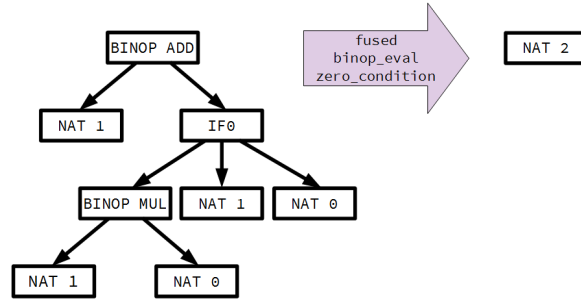 BINOP ADD
fused
binop_eval
zero_condition
NAT 2
NAT 1
IF0
BINOP MUL
NAT 1
NAT 0
NAT 1
NAT 0